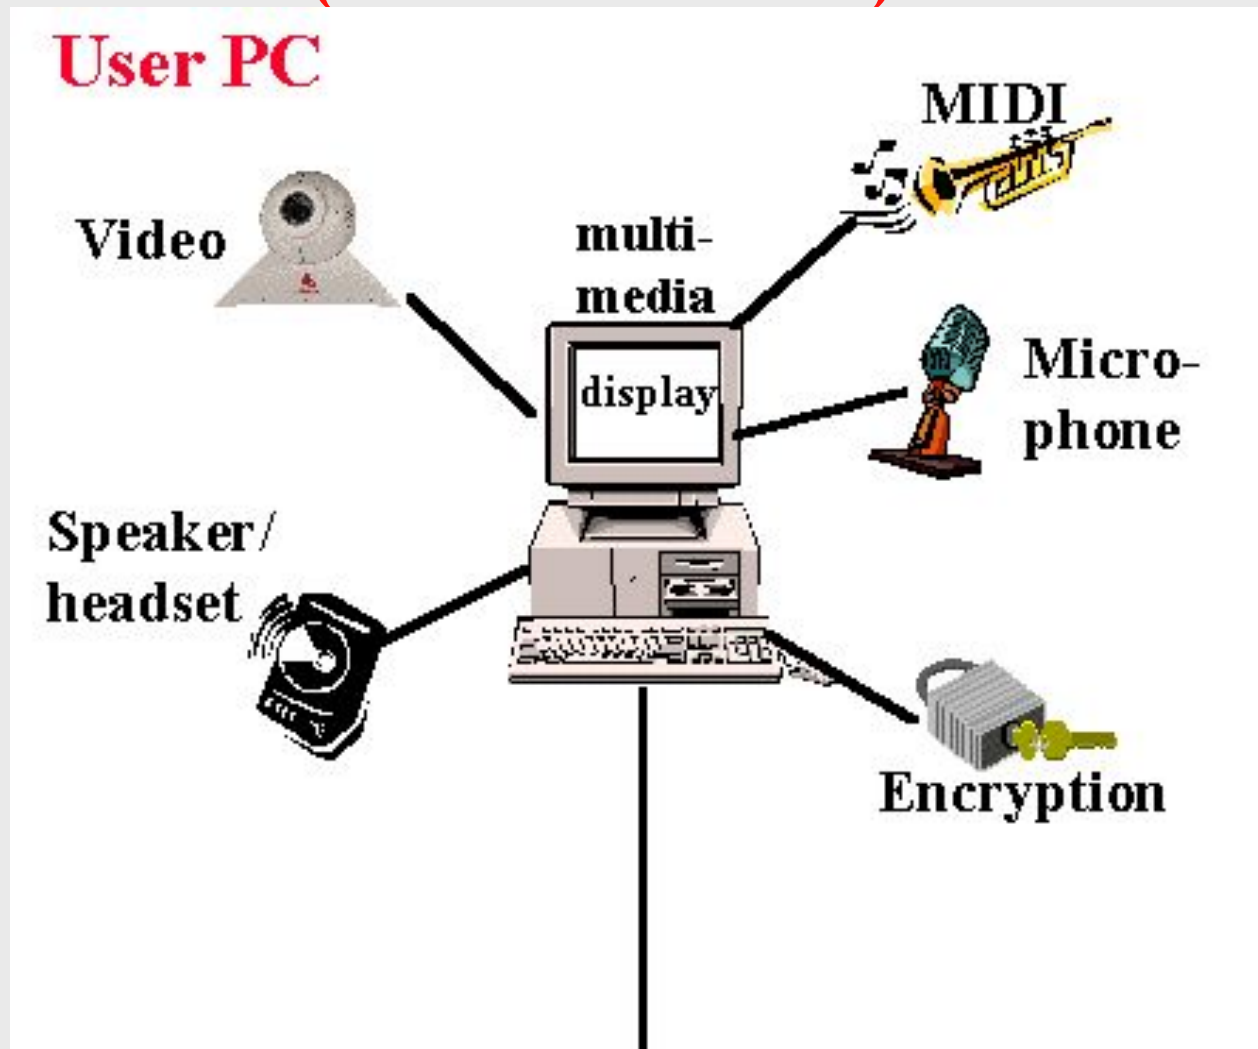 User PC
MIDI
Video
multi-
media
display
Micro-
phone
Speaker/
headset
Encryption